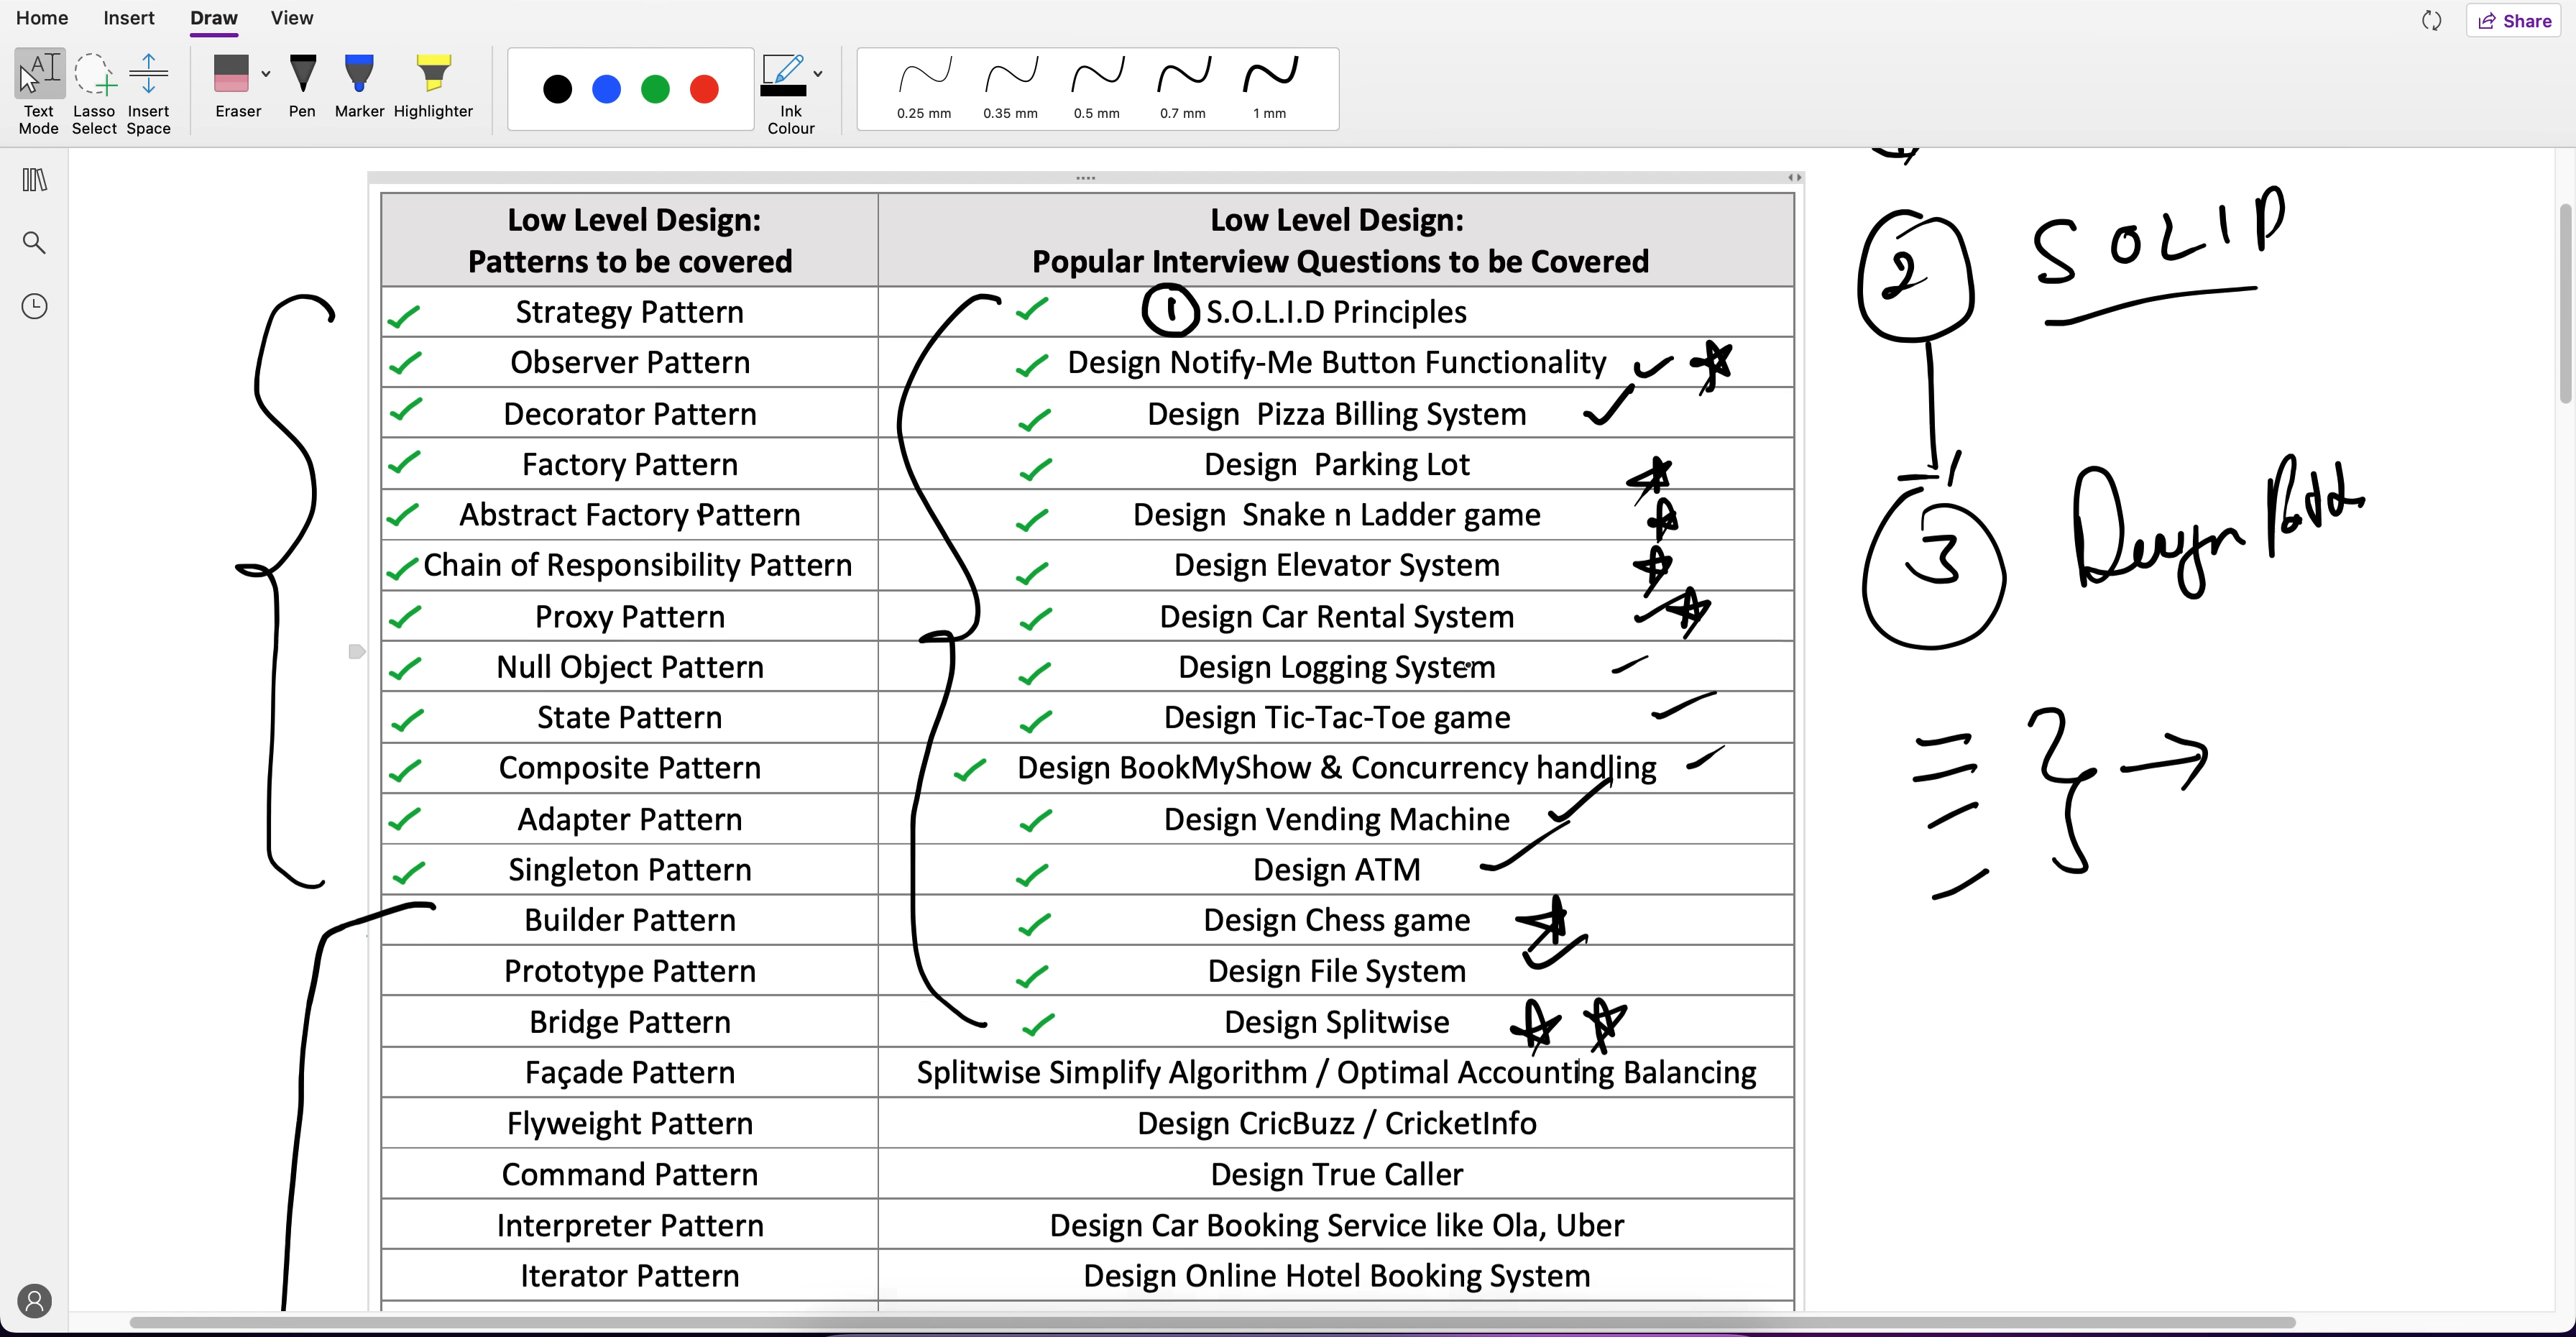 Home Insert Draw View
Share
Text Mode
Lasso Select
Insert Space
Eraser
Pen
Marker
Highlighter
Ink Colour
0.25 mm
0.35 mm
0.5 mm
0.7 mm
1 mm
Low Level Design:
Patterns to be covered
Low Level Design:
Popular Interview Questions to be Covered
Strategy Pattern
1 S.O.L.I.D Principles
Observer Pattern
Design Notify-Me Button Functionality
Decorator Pattern
Design Pizza Billing System
Factory Pattern
Design Parking Lot
Abstract Factory Pattern
Design Snake n Ladder game
Chain of Responsibility Pattern
Design Elevator System
Proxy Pattern
Design Car Rental System
Null Object Pattern
Design Logging System
State Pattern
Design Tic-Tac-Toe game
Composite Pattern
Design BookMyShow & Concurrency handling
Adapter Pattern
Design Vending Machine
Singleton Pattern
Design ATM
Builder Pattern
Design Chess game
Prototype Pattern
Design File System
Bridge Pattern
Design Splitwise
Façade Pattern
Splitwise Simplify Algorithm / Optimal Accounting Balancing
Flyweight Pattern
Design CricBuzz / CricketInfo
Command Pattern
Design True Caller
Interpreter Pattern
Design Car Booking Service like Ola, Uber
Iterator Pattern
Design Online Hotel Booking System
2 SOLID
3 Design